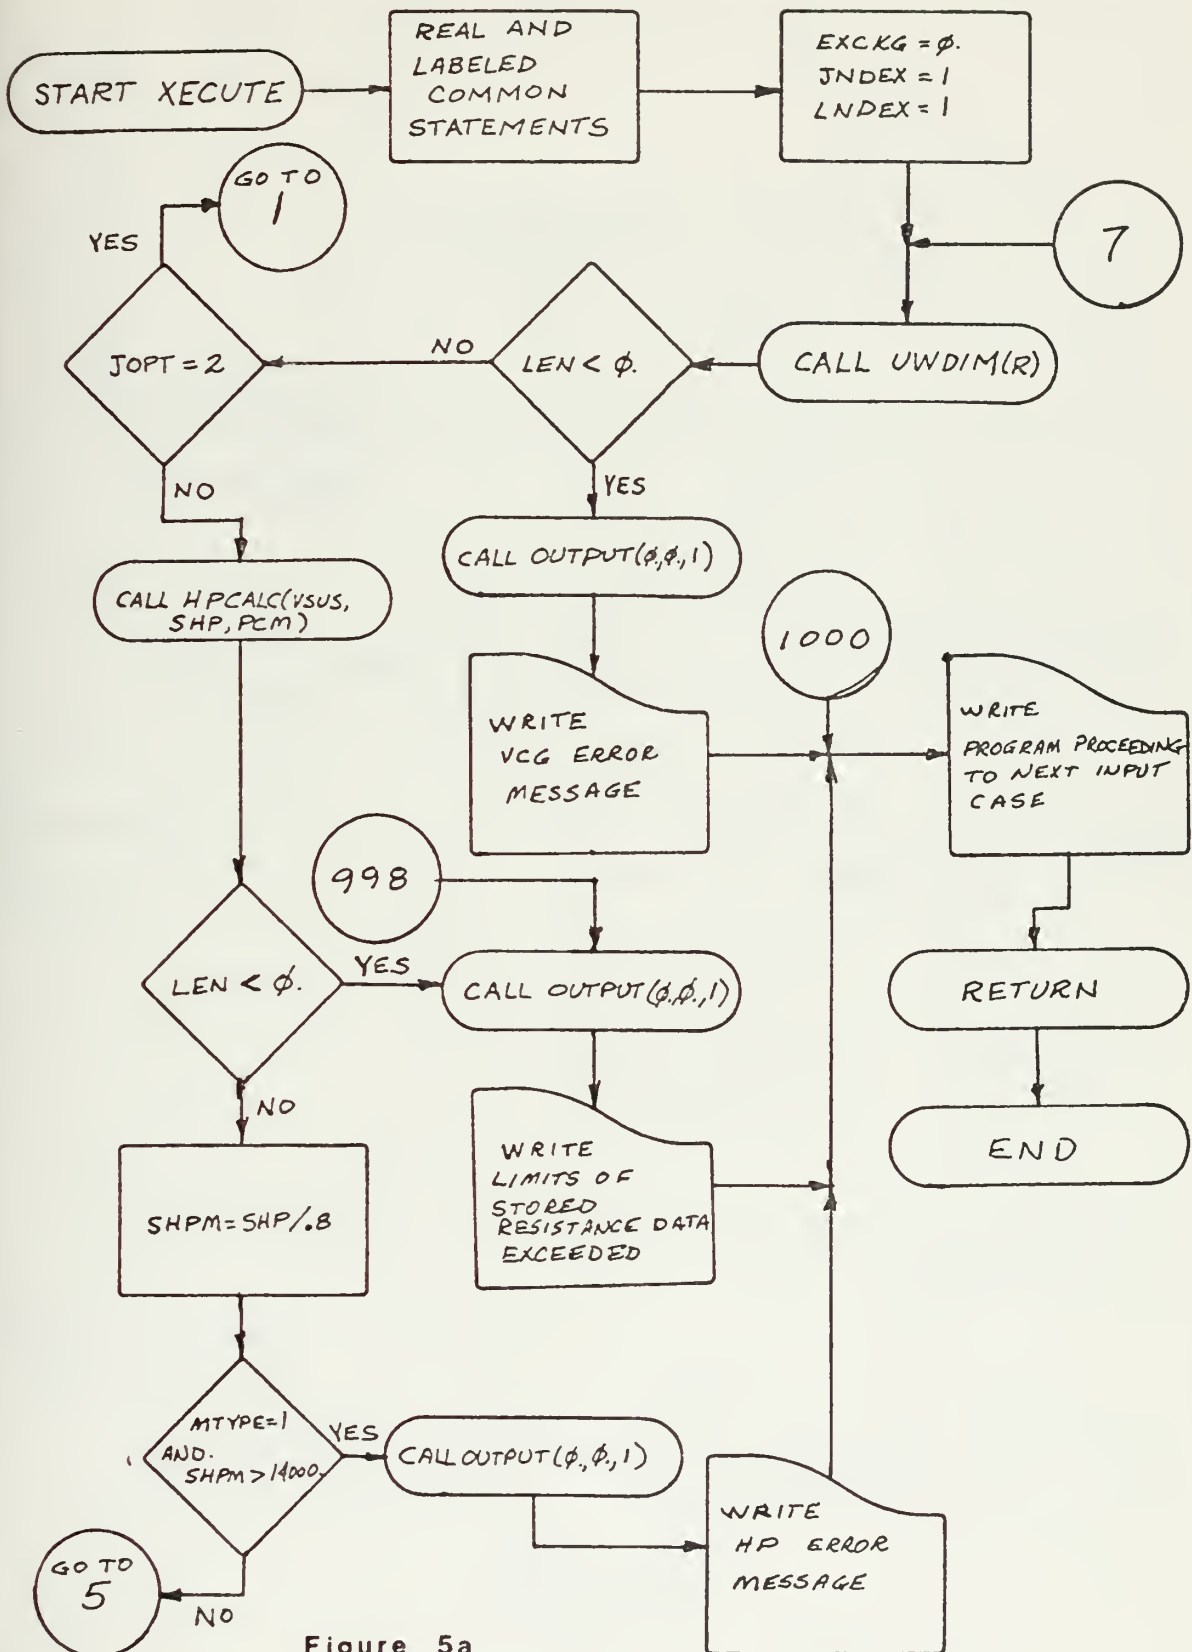 START XECUTE
REAL AND
LABELED
COMMON
STATEMENTS
EXCKG = φ.
JNDEX = 1
LNDEX = 1
GO TO
1
7
YES
JOPT = 2
NO
LEN < φ.
CALL UWDIM(R)
NO
YES
CALL OUTPUT(φ.,φ.,1)
CALL HPCALC(VSUS,
SHP, PCM)
1000
WRITE
VCG ERROR
MESSAGE
WRITE
PROGRAM PROCEEDING
TO NEXT INPUT
CASE
998
LEN < φ.
YES
CALL OUTPUT(φ.,φ.,1)
RETURN
NO
WRITE
LIMITS OF
STORED
RESISTANCE DATA
EXCEEDED
END
SHPM = SHP/.8
MTYPE=1
AND.
SHPM > 14000.
YES
CALL OUTPUT(φ.,φ.,1)
WRITE
HP ERROR
MESSAGE
GO TO
5
NO
Figure 5a